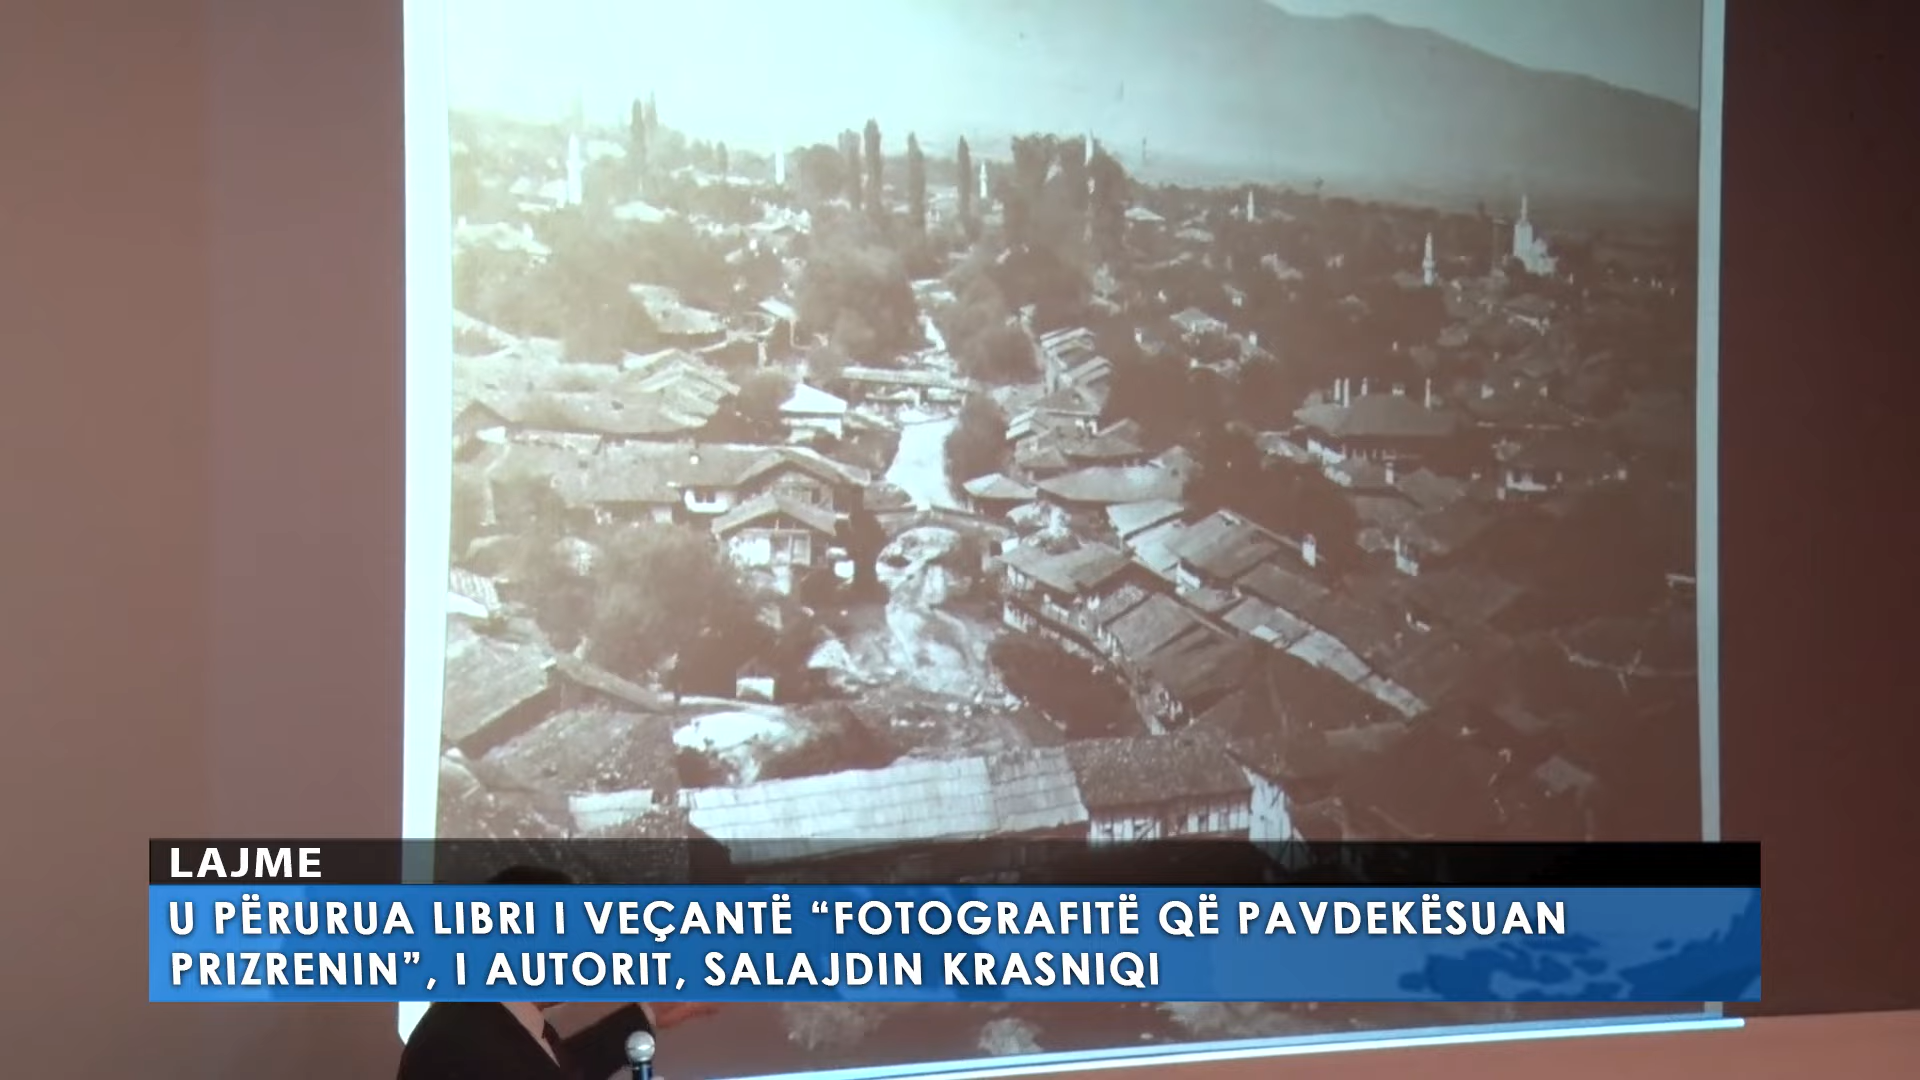 LAJME
U PËRURUA LIBRI I VEÇANTË “FOTOGRAFITË QË PAVDEKËSUAN
PRIZRENIN”, I AUTORIT, SALAJDIN KRASNIQI